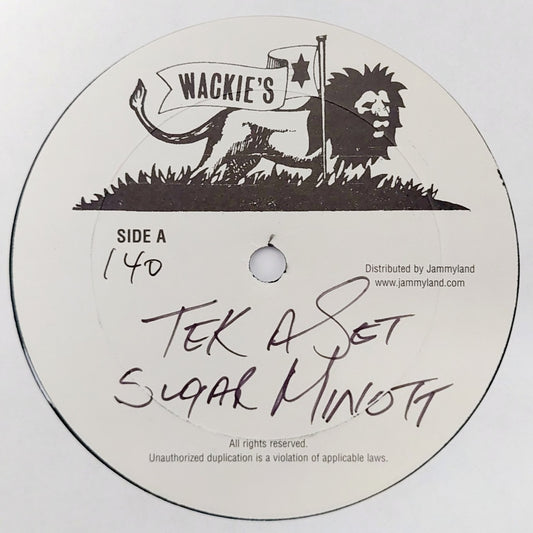 WACKIE'S
SIDE A
140
Distributed by Jammyland
www.jammyland.com
TEK A SET
SUGAR MINOTT
All rights reserved.
Unauthorized duplication is a violation of applicable laws.